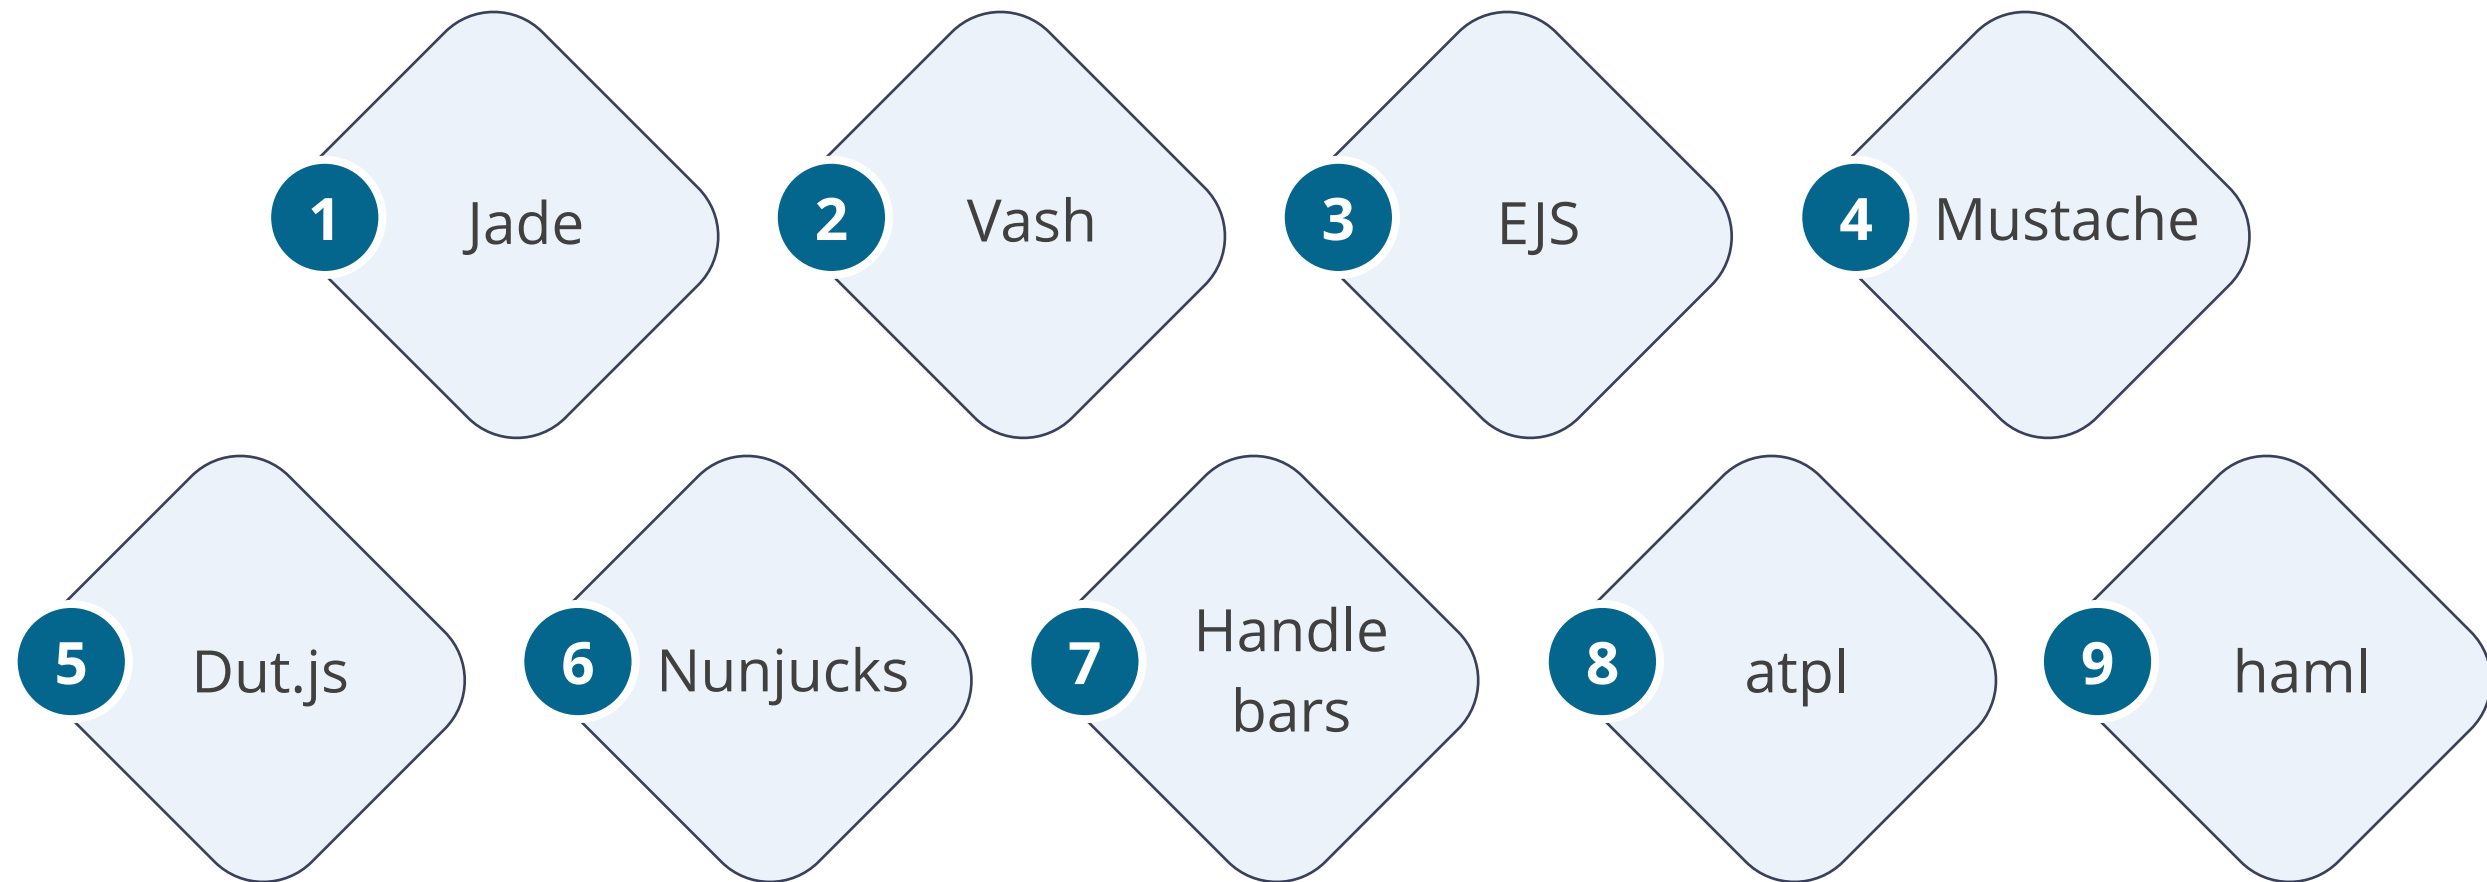 1 Jade
2 Vash
3 EJS
4 Mustache
5 Dut.js
6 Nunjucks
7 Handle
bars
8 atpl
9 haml